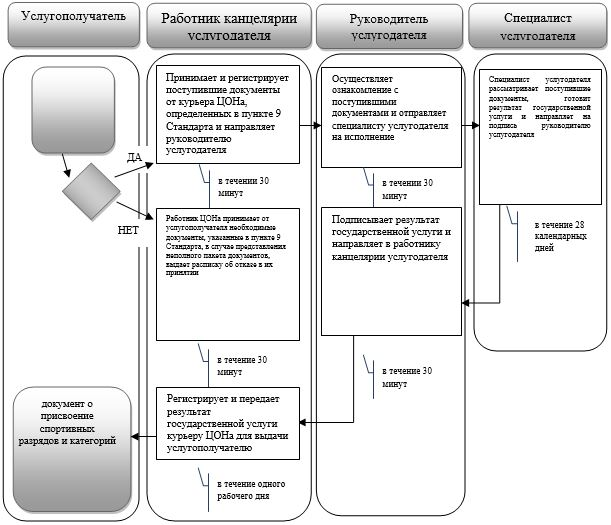 Услугополучатель
Работник канцелярии
услугодателя
Руководитель
услугодателя
Специалист
услугодателя
ДА
НЕТ
Принимает и регистрирует
поступившие документы
от курьера ЦОНа,
определенных в пункте 9
Стандарта и направляет
руководителю
услугодателя
в течении 30
минут
Работник ЦОНа принимает от
услугополучателя необходимые
документы, указанные в пункте 9
Стандарта, в случае представления
неполного пакета документов,
выдает расписку об отказе в их
принятии
в течение 30
минут
Регистрирует и передает
результат
государственной услуги
курьеру ЦОНа для выдачи
услугополучателю
в течение одного
рабочего дня
Осуществляет
ознакомление с
поступившими
документами и отправляет
специалисту услугодателя
на исполнение
в течении 30
минут
Подписывает результат
государственной услуги и
направляет в работнику
канцелярии услугодателя
в течение 30
минут
Специалист услугодателя
рассматривает поступившие
документы, готовит
результат государственной
услуги и направляет на
подпись руководителю
услугодателя
в течение 28
календарных
дней
документ о
присвоение
спортивных
разрядов и категорий